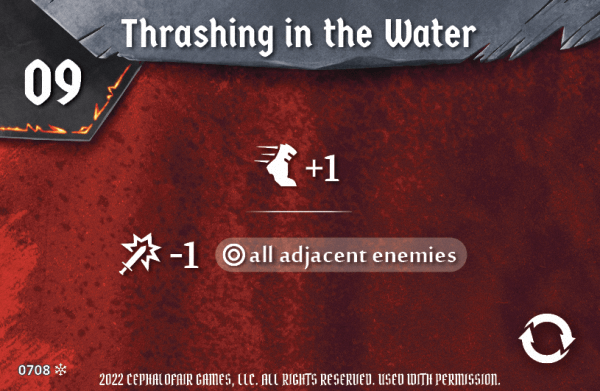 Thrashing in the Water
09
+1
-1 all adjacent enemies
0708
2022 CEPHALOFAIR GAMES, LLC. ALL RIGHTS RESERVED. USED WITH PERMISSION.